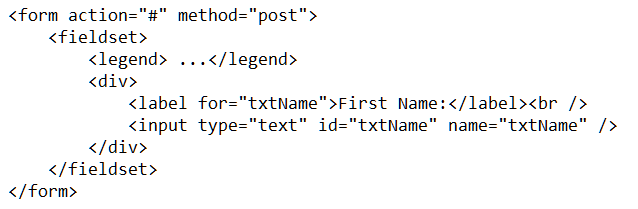 <form action="#" method="post">
    <fieldset>
        <legend> ...</legend>
        <div>
            <label for="txtName">First Name:</label><br />
            <input type="text" id="txtName" name="txtName" />
        </div>
    </fieldset>
</form>